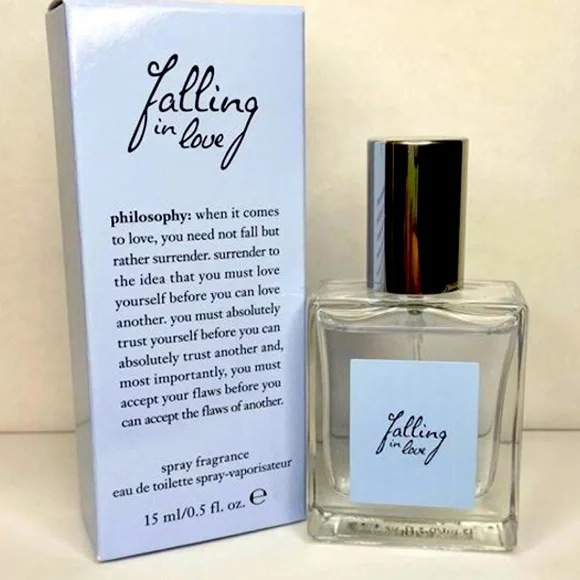 falling
in love
philosophy: when it comes
to love, you need not fall but
rather surrender. surrender to
the idea that you must love
yourself before you can love
another. you must absolutely
trust yourself before you can
absolutely trust another and,
most importantly, you must
accept your flaws before you
can accept the flaws of another.
spray fragrance
eau de toilette spray-vaporisateur
15 ml/0.5 fl. oz. ℮
falling
in love